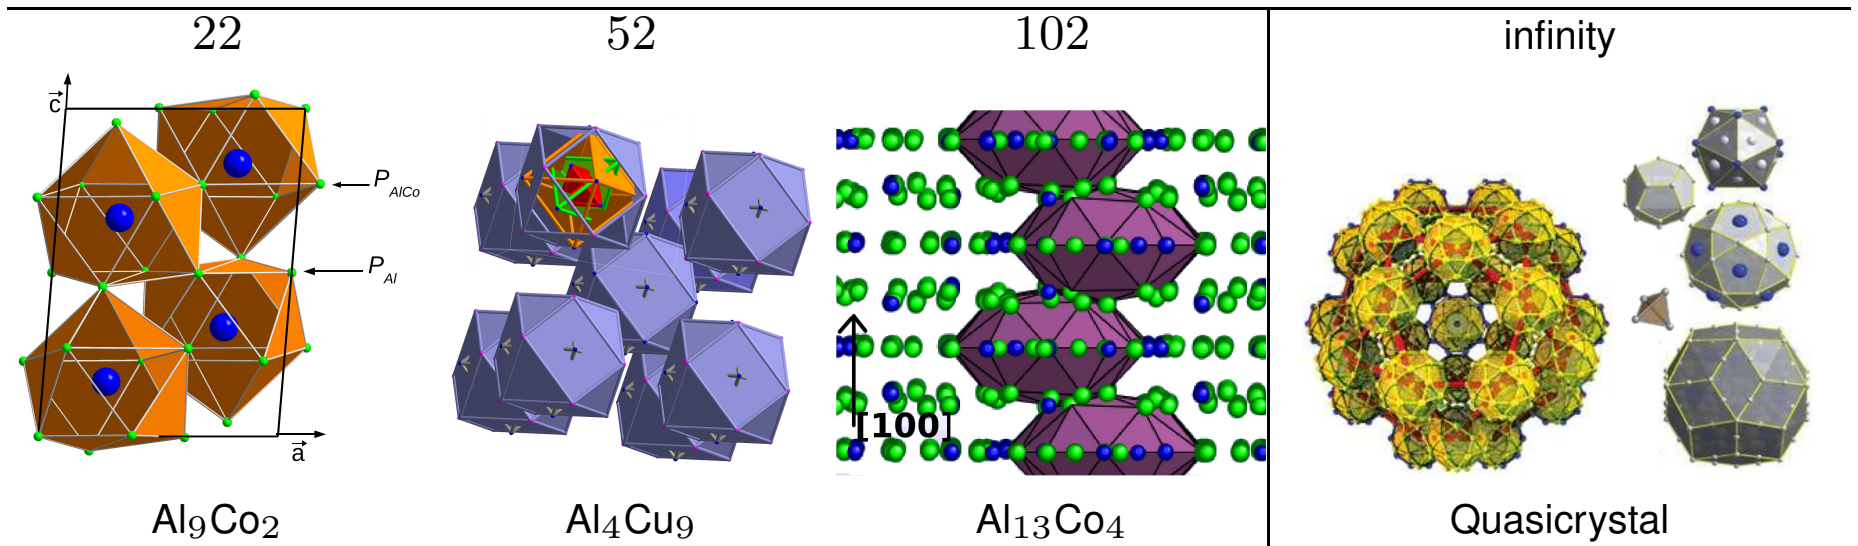 22 52 102 infinity
c
P AlCo
P Al
[100]
a
Al₉Co₂ Al₄Cu₉ Al₁₃Co₄ Quasicrystal